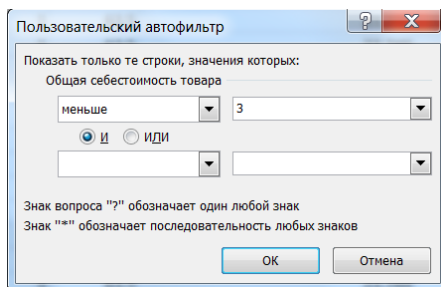 Пользовательский автофильтр
Показать только те строки, значения которых:
Общая себестоимость товара
меньше 3
И ИЛИ
Знак вопроса "?" обозначает один любой знак
Знак "*" обозначает последовательность любых знаков
ОК Отмена